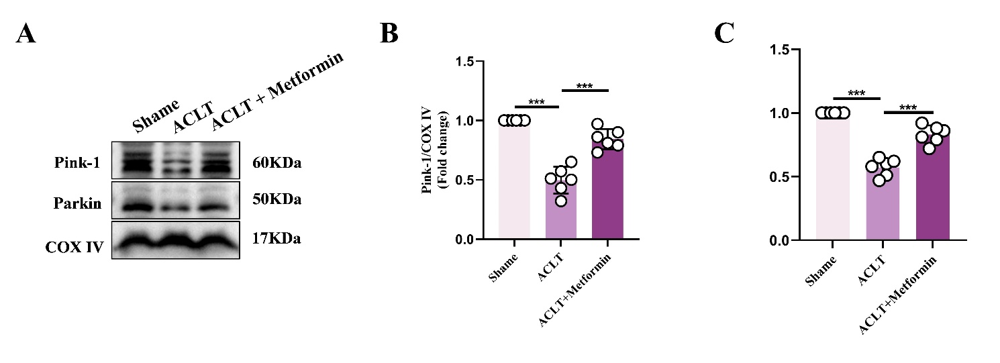 A
Shame
ACLT
ACLT + Metformin
Pink-1
60KDa
Parkin
50KDa
COX IV
17KDa
B
Pink-1/COX IV
(Fold change)
1.5
1.0
0.5
0.0
***
***
Shame
ACLT
ACLT+Metformin
C
1.5
1.0
0.5
0.0
***
***
Shame
ACLT
ACLT+Metformin